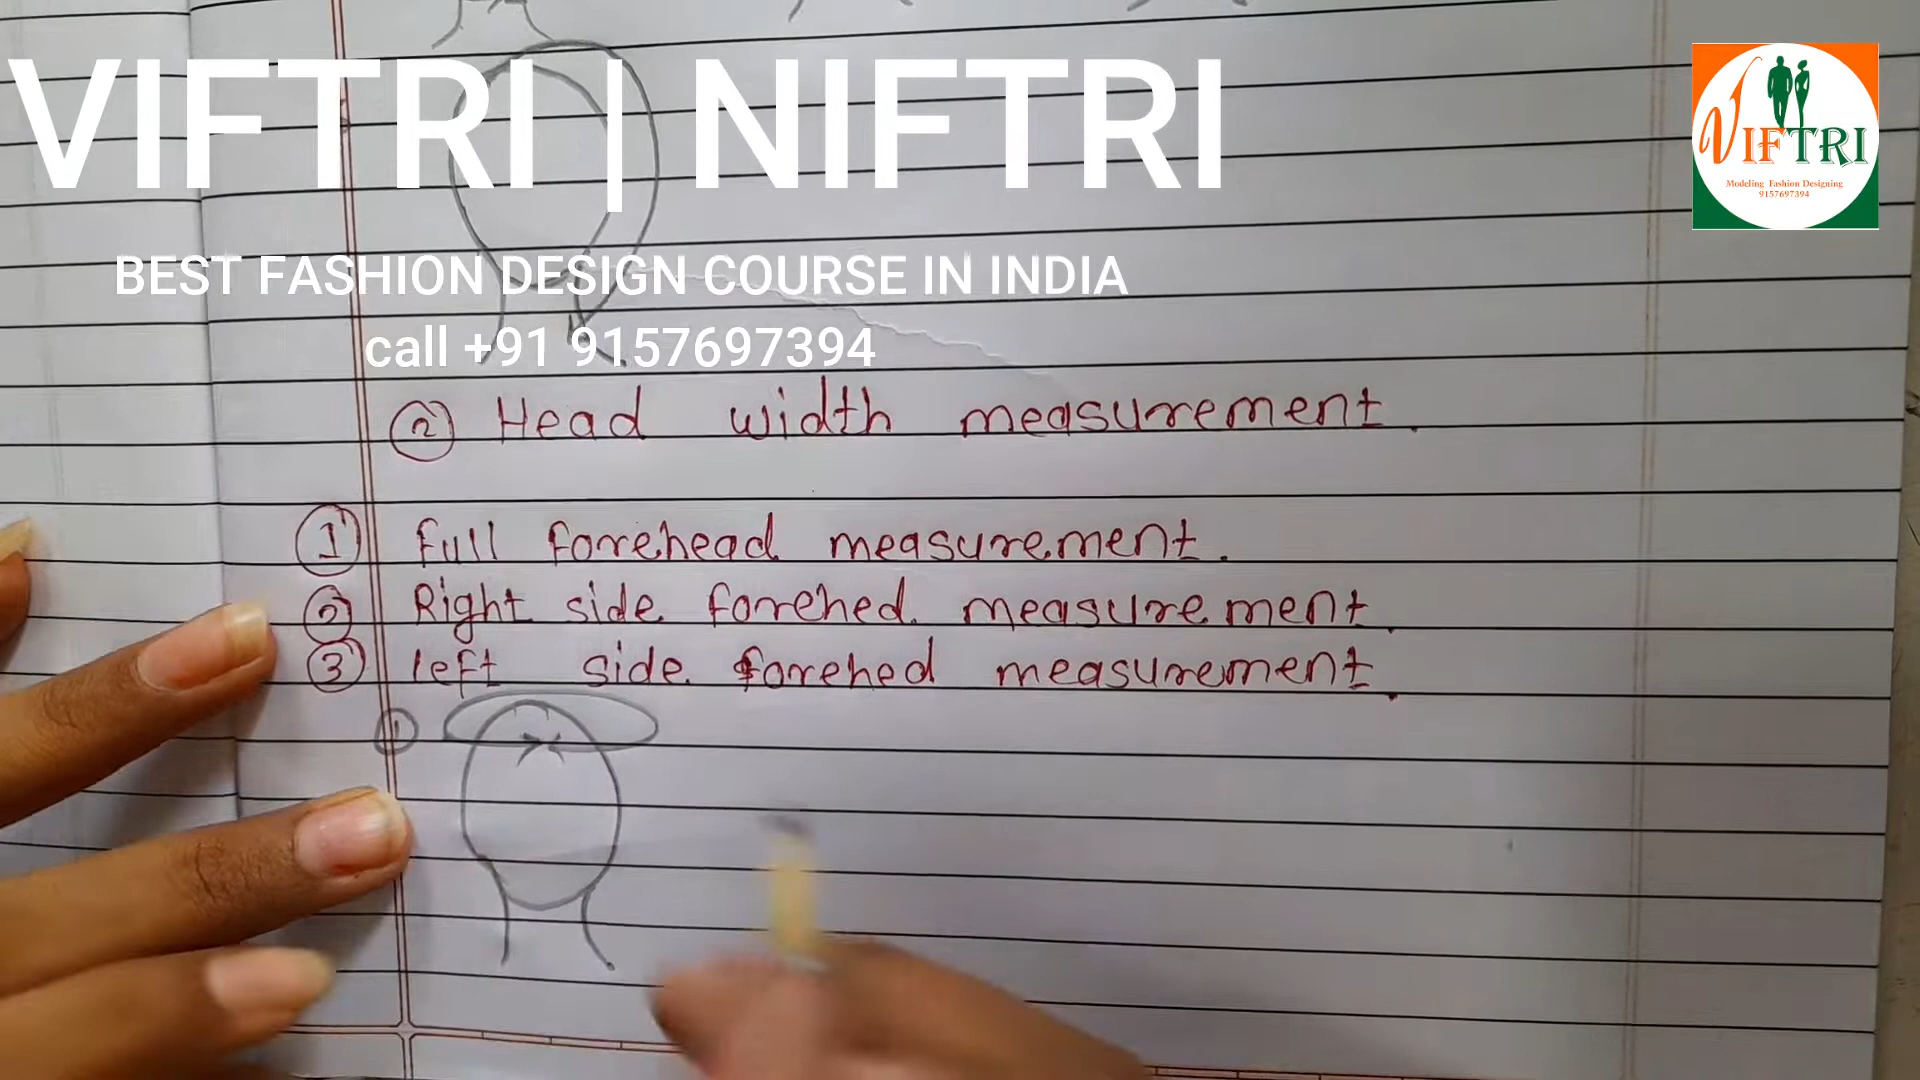 VIFTRI | NIFTRI
VIFTRI
Modeling Fashion Designing
9157697394
BEST FASHION DESIGN COURSE IN INDIA
call +91 9157697394
② Head width measurement.
① full forehead measurement.
② Right side forehed measurement.
③ left side forehed measurement.
①